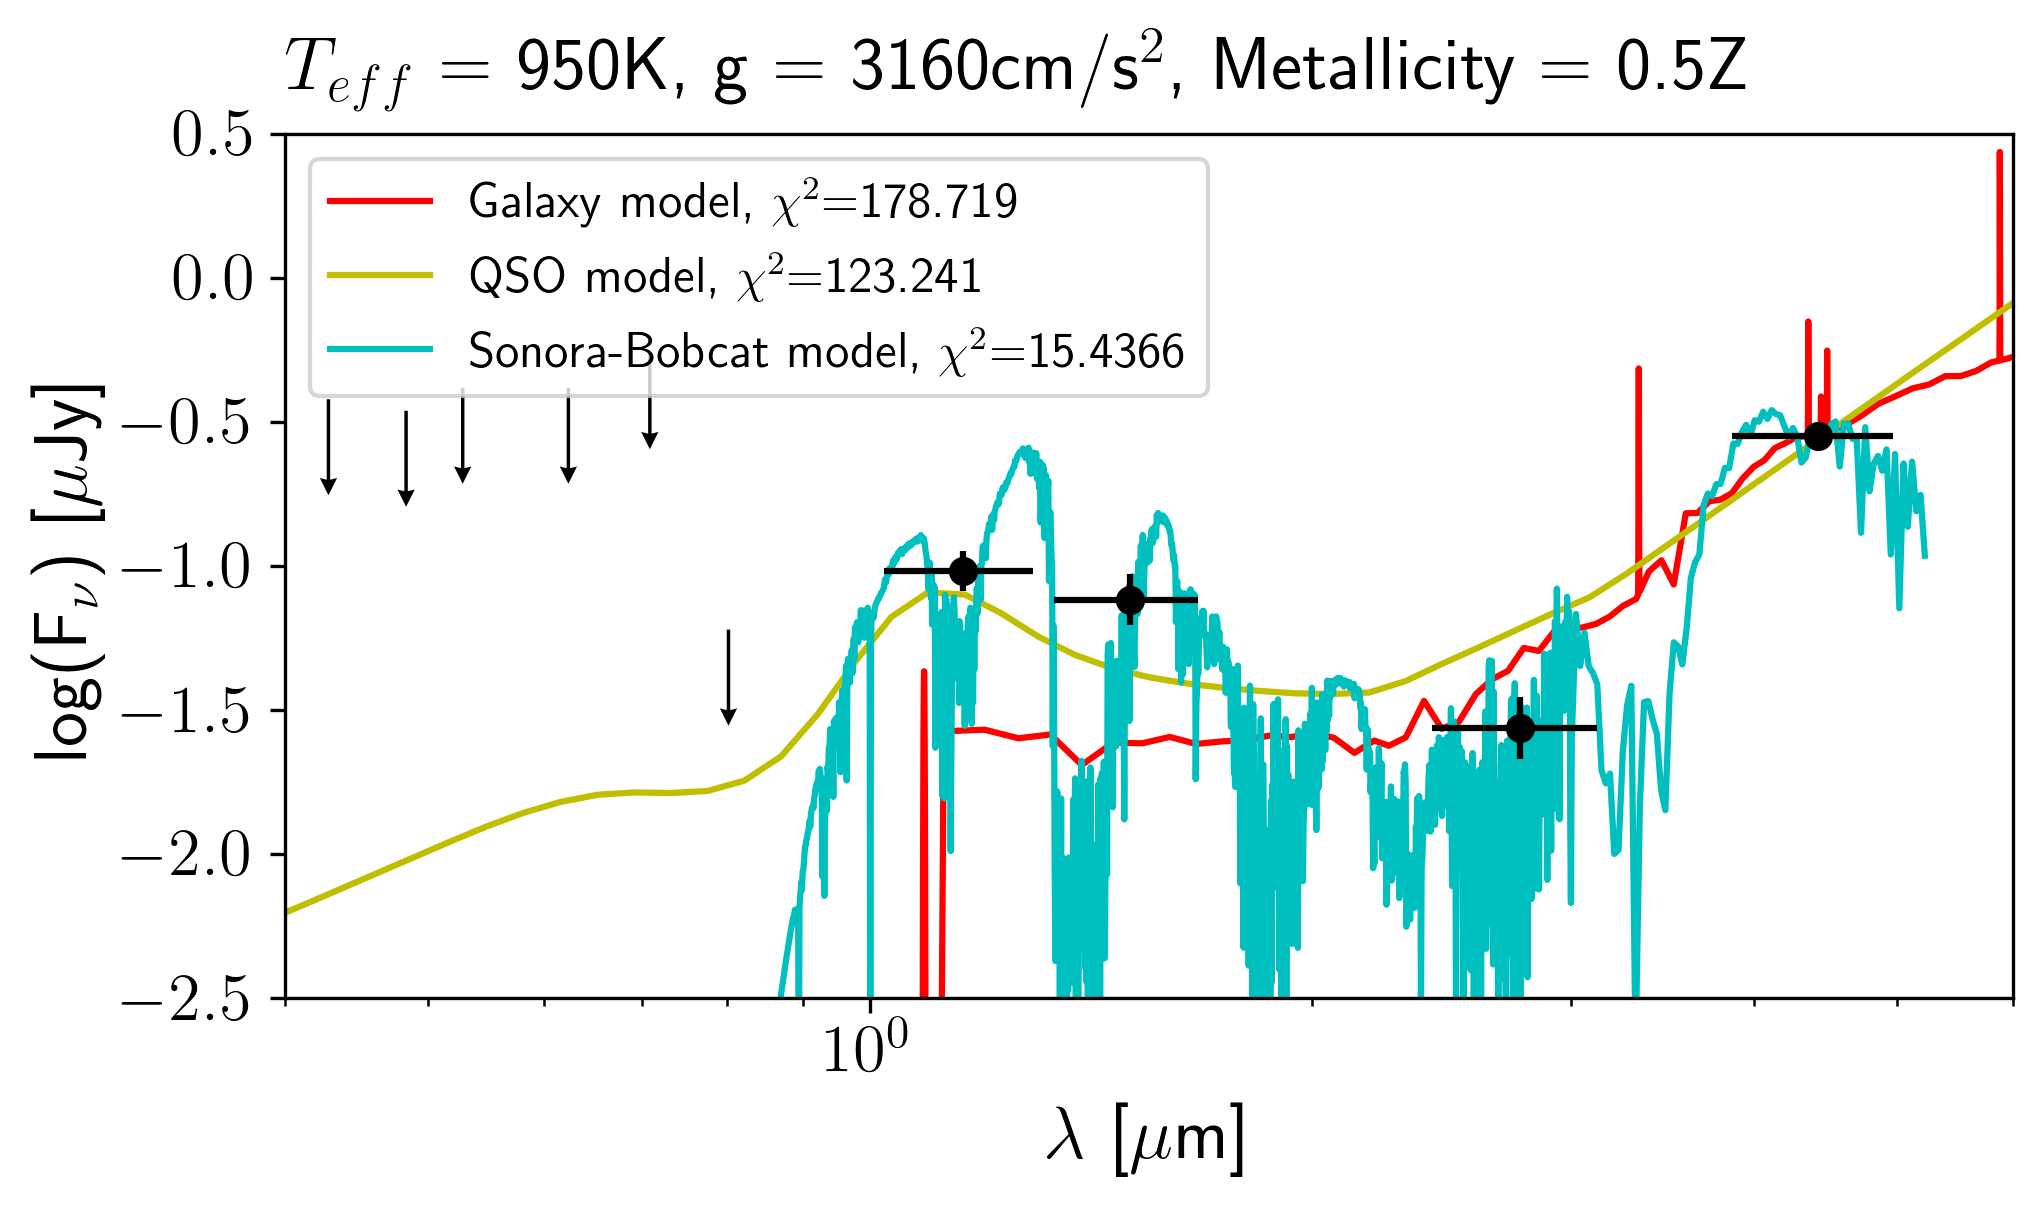 T_eff = 950K, g = 3160cm/s², Metallicity = 0.5Z
Galaxy model, χ²=178.719
QSO model, χ²=123.241
Sonora-Bobcat model, χ²=15.4366
log(F_ν) [μJy]
0.5
0.0
−0.5
−1.0
−1.5
−2.0
−2.5
10⁰
λ [μm]